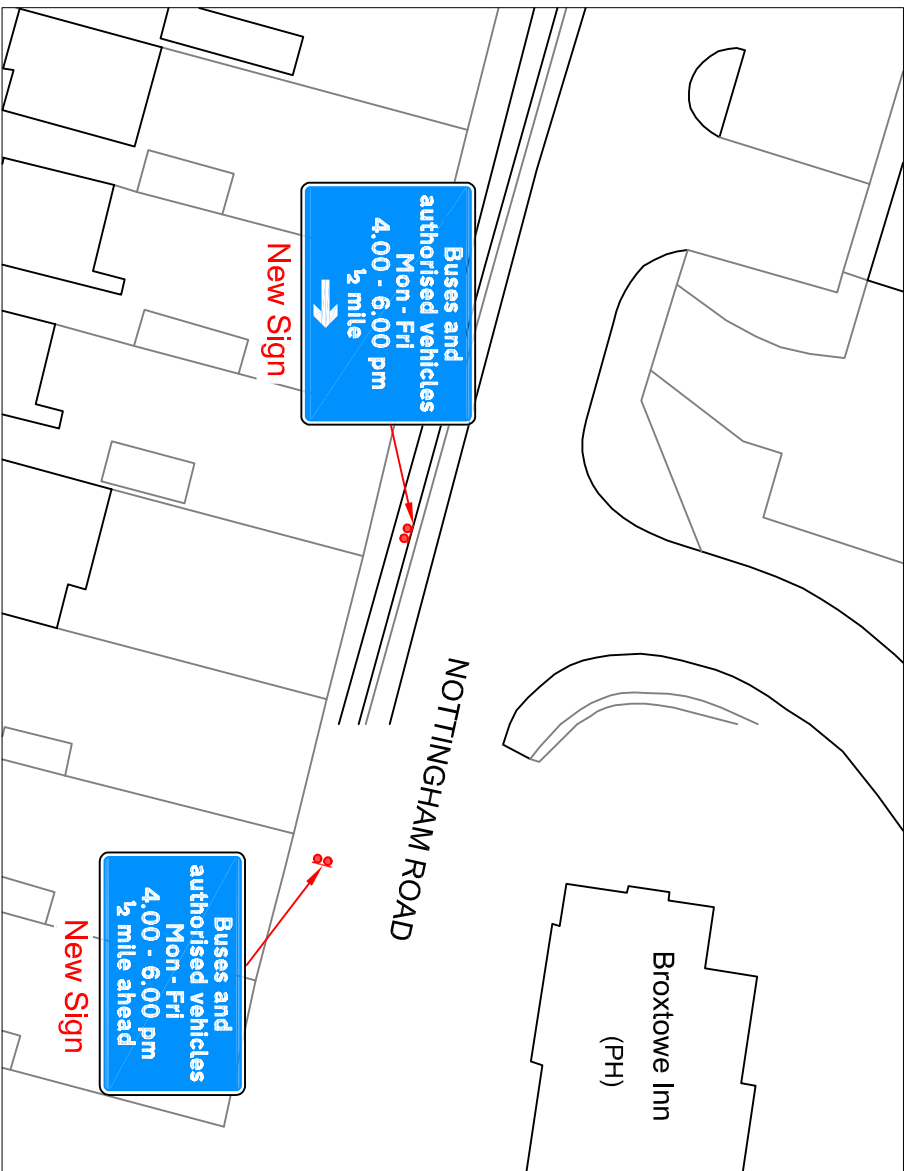 Buses and
authorised vehicles
Mon - Fri
4.00 - 6.00 pm
½ mile
New Sign
NOTTINGHAM ROAD
Broxtowe Inn
(PH)
Buses and
authorised vehicles
Mon - Fri
4.00 - 6.00 pm
½ mile ahead
New Sign